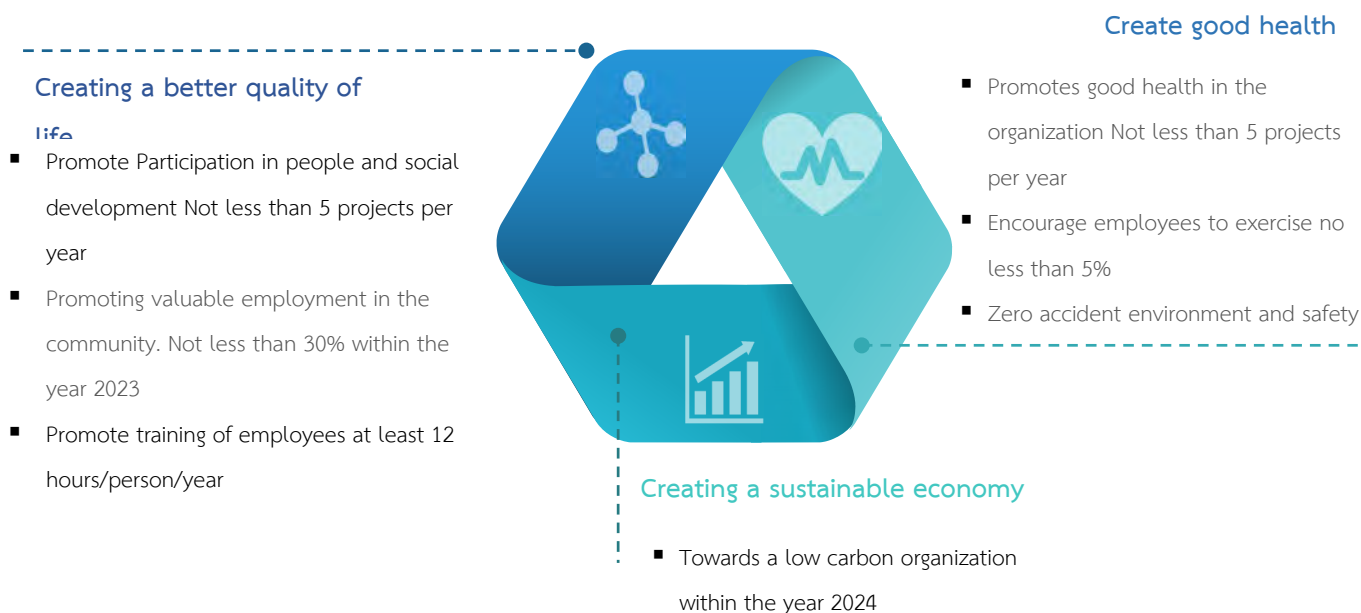 Creating a better quality of
life
▪ Promote Participation in people and social
development Not less than 5 projects per
year
▪ Promoting valuable employment in the
community. Not less than 30% within the
year 2023
▪ Promote training of employees at least 12
hours/person/year
Create good health
▪ Promotes good health in the
organization Not less than 5 projects
per year
▪ Encourage employees to exercise no
less than 5%
▪ Zero accident environment and safety
Creating a sustainable economy
▪ Towards a low carbon organization
within the year 2024